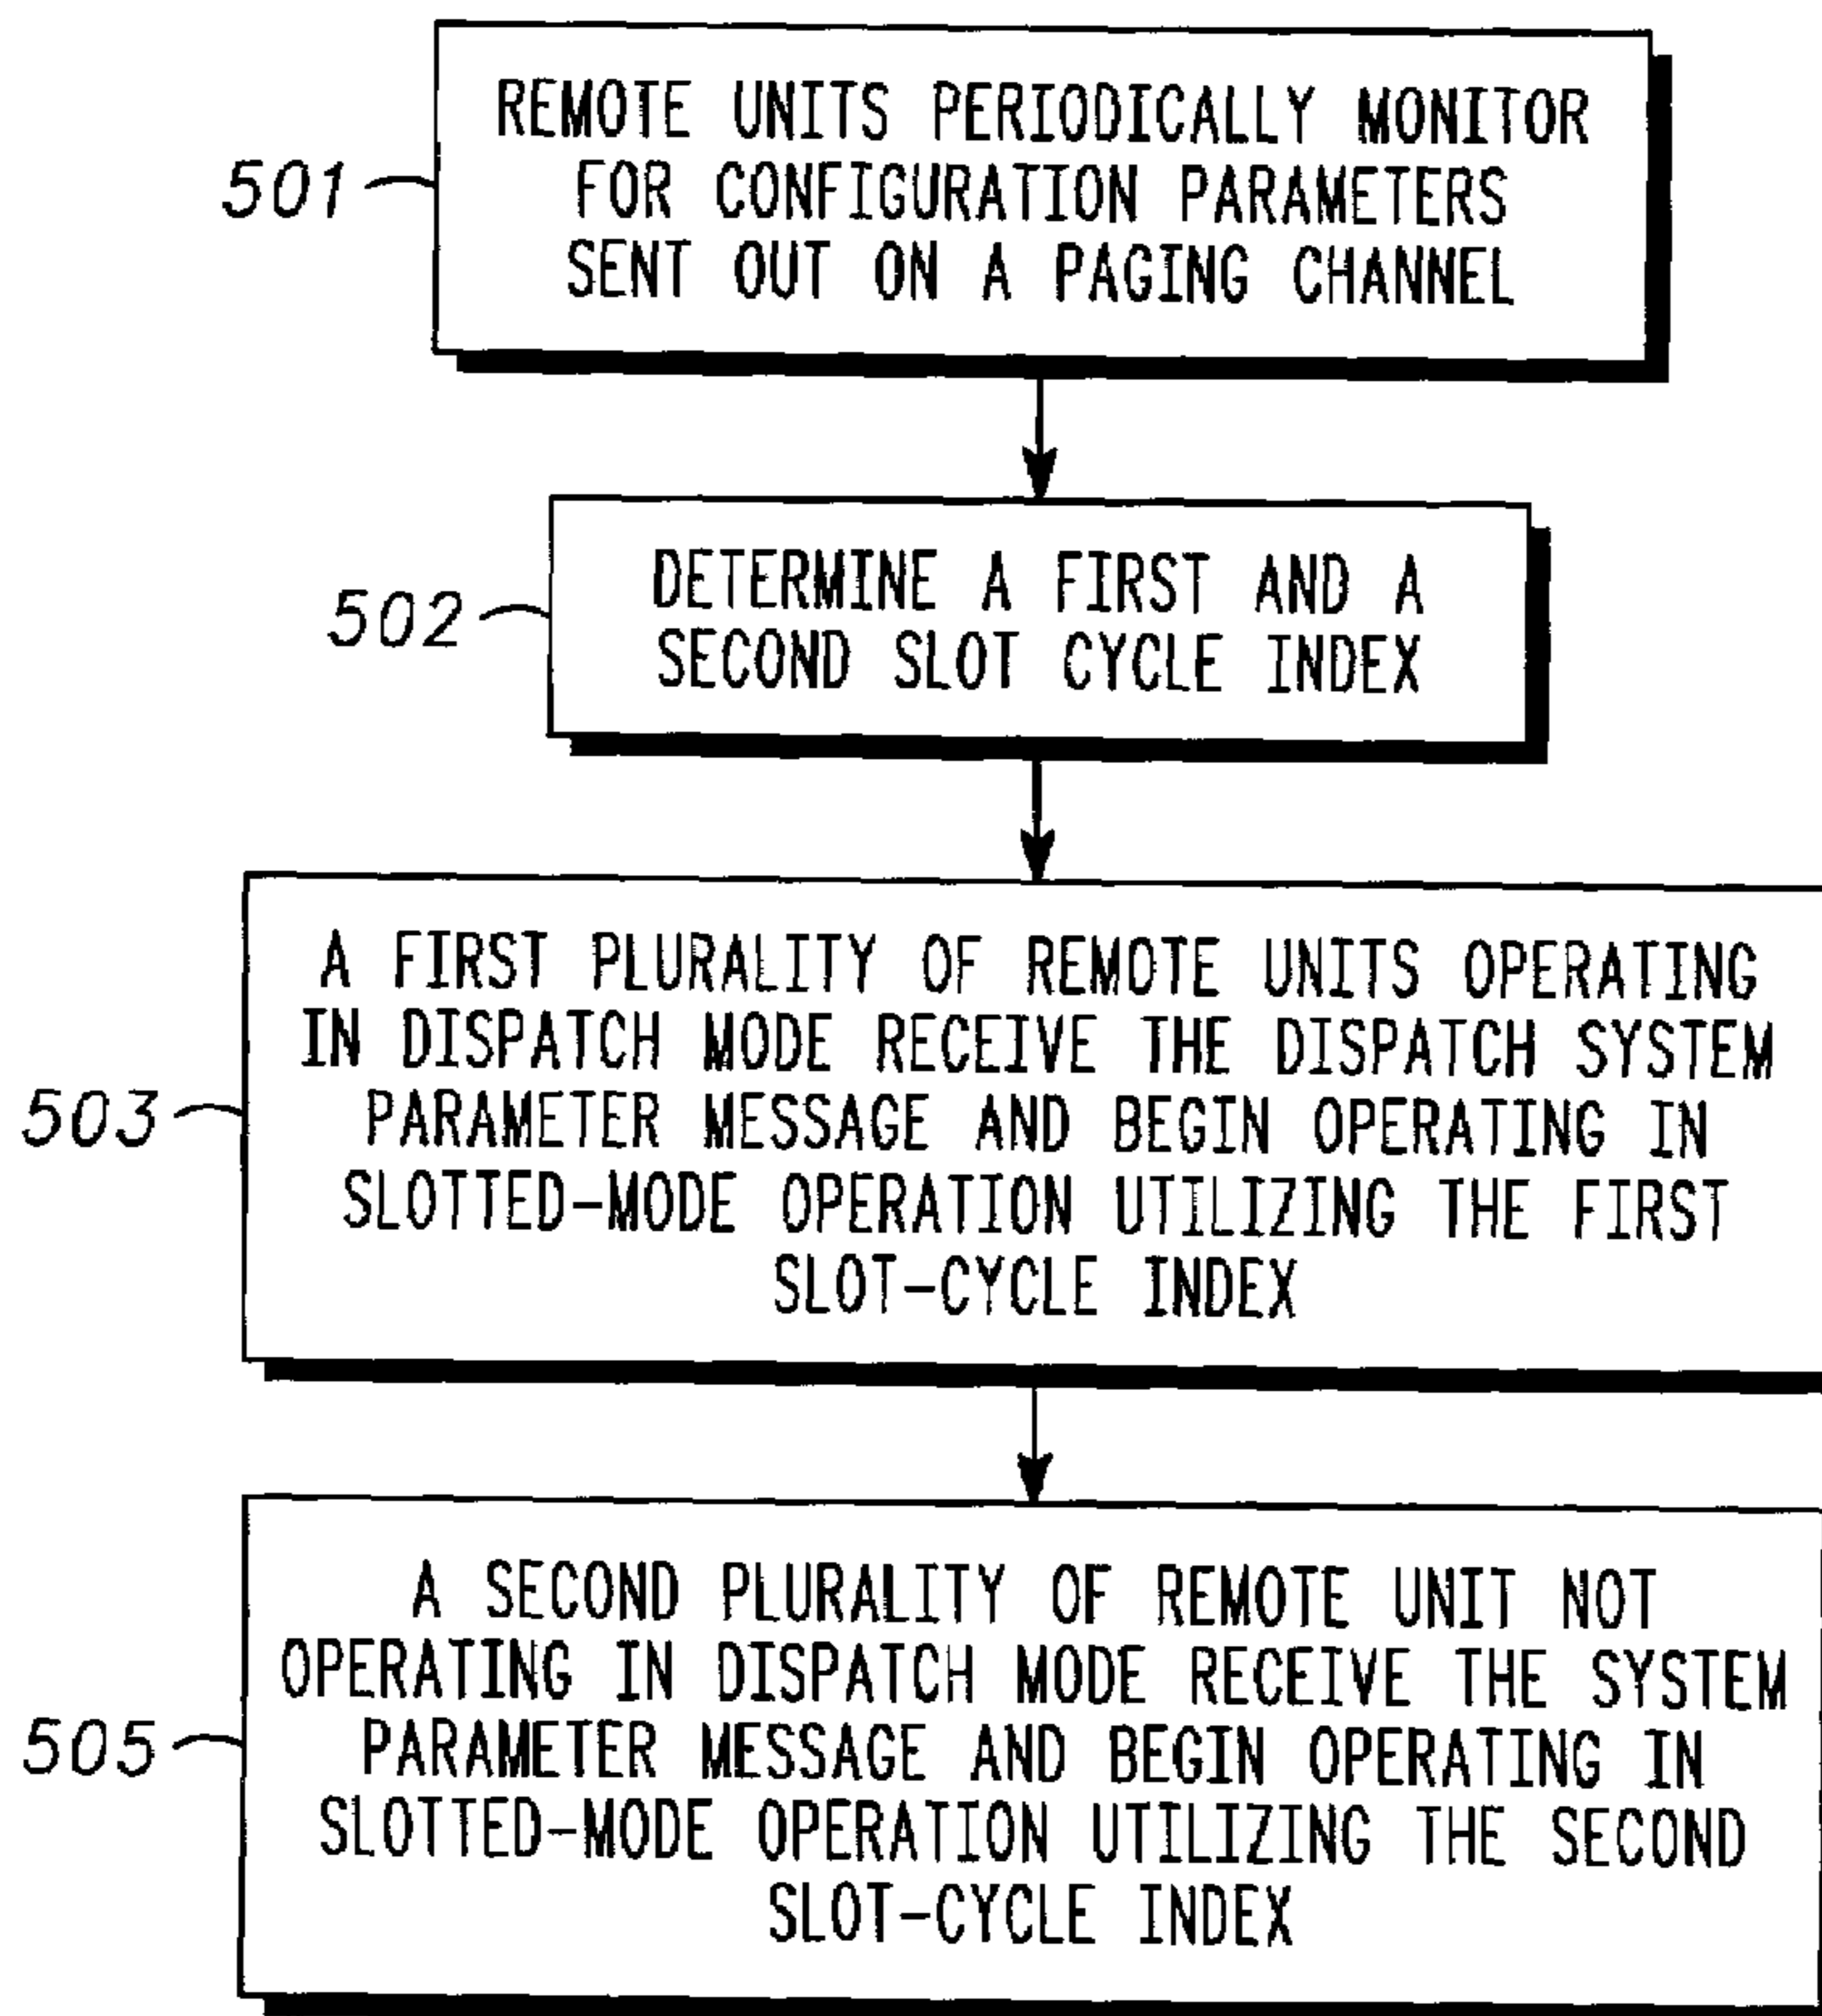 REMOTE UNITS PERIODICALLY MONITOR
501 FOR CONFIGURATION PARAMETERS
SENT OUT ON A PAGING CHANNEL
DETERMINE A FIRST AND A
502 SECOND SLOT CYCLE INDEX
A FIRST PLURALITY OF REMOTE UNITS OPERATING
IN DISPATCH MODE RECEIVE THE DISPATCH SYSTEM
503 PARAMETER MESSAGE AND BEGIN OPERATING IN
SLOTTED-MODE OPERATION UTILIZING THE FIRST
SLOT-CYCLE INDEX
A SECOND PLURALITY OF REMOTE UNIT NOT
OPERATING IN DISPATCH MODE RECEIVE THE SYSTEM
505 PARAMETER MESSAGE AND BEGIN OPERATING IN
SLOTTED-MODE OPERATION UTILIZING THE SECOND
SLOT-CYCLE INDEX